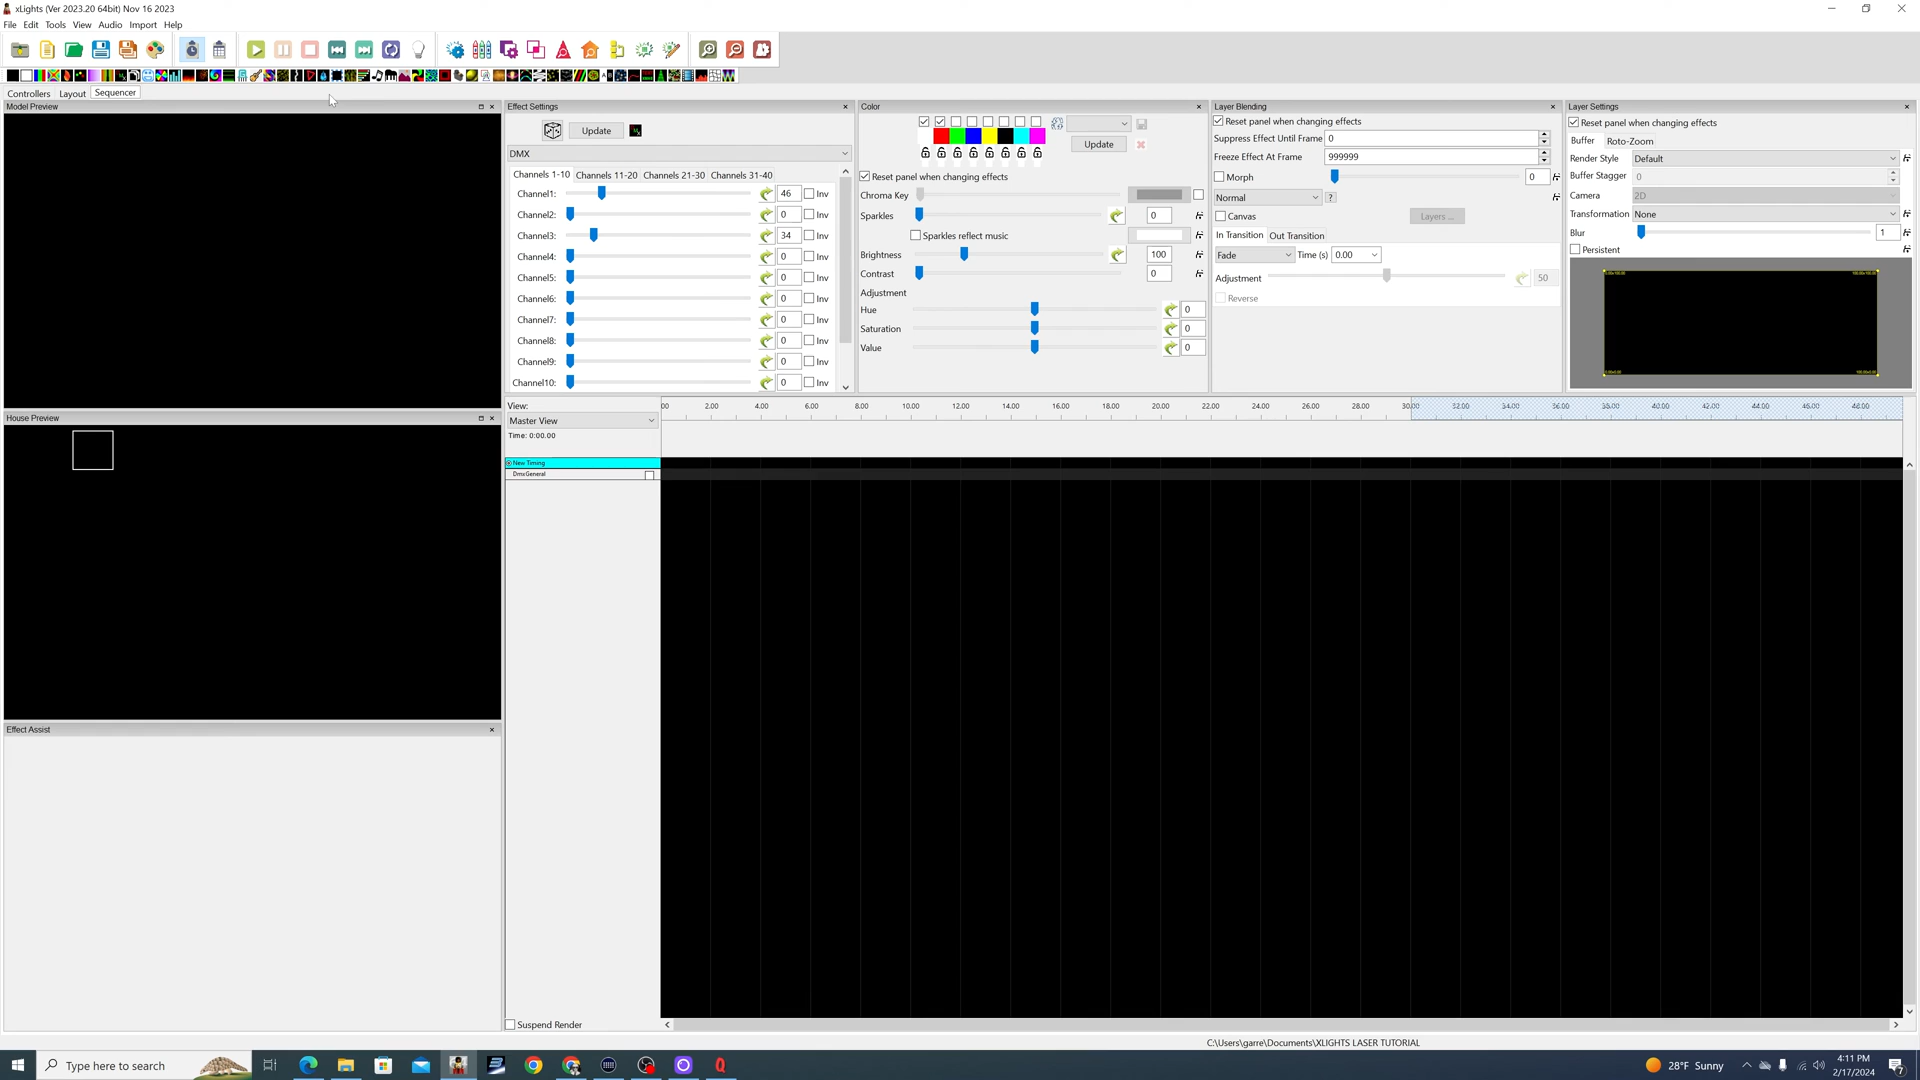 xLights (Ver 2023.20 64bit) Nov 16 2023
File Edit Tools View Audio Import Help
Controllers Layout Sequencer
Model Preview
House Preview
Effect Assist
Effect Settings
Update
DMX
Channels 1-10 Channels 11-20 Channels 21-30 Channels 31-40
Channel1: 46 Inv
Channel2: 0 Inv
Channel3: 34 Inv
Channel4: 0 Inv
Channel5: 0 Inv
Channel6: 0 Inv
Channel7: 0 Inv
Channel8: 0 Inv
Channel9: 0 Inv
Channel10: 0 Inv
Color
Update
Reset panel when changing effects
Chroma Key
Sparkles 0
Sparkles reflect music
Brightness 100
Contrast 0
Adjustment
Hue 0
Saturation 0
Value 0
Layer Blending
Reset panel when changing effects
Suppress Effect Until Frame 0
Freeze Effect At Frame 999999
Morph 0
Normal ?
Canvas Layers ...
In Transition Out Transition
Fade Time (s) 0.00
Adjustment 50
Reverse
Layer Settings
Reset panel when changing effects
Buffer Roto-Zoom
Render Style Default
Buffer Stagger 0
Camera 2D
Transformation None
Blur 1
Persistent
View:
Master View
Time: 0:00.00
00 2.00 4.00 6.00 8.00 10.00 12.00 14.00 16.00 18.00 20.00 22.00 24.00 26.00 28.00 30.00 32.00 34.00 36.00 38.00 40.00 42.00 44.00 46.00 48.00
New Timing
DmxGeneral
Suspend Render
C:\Users\garre\Documents\XLIGHTS LASER TUTORIAL
Type here to search
28°F Sunny
4:11 PM
2/17/2024
7